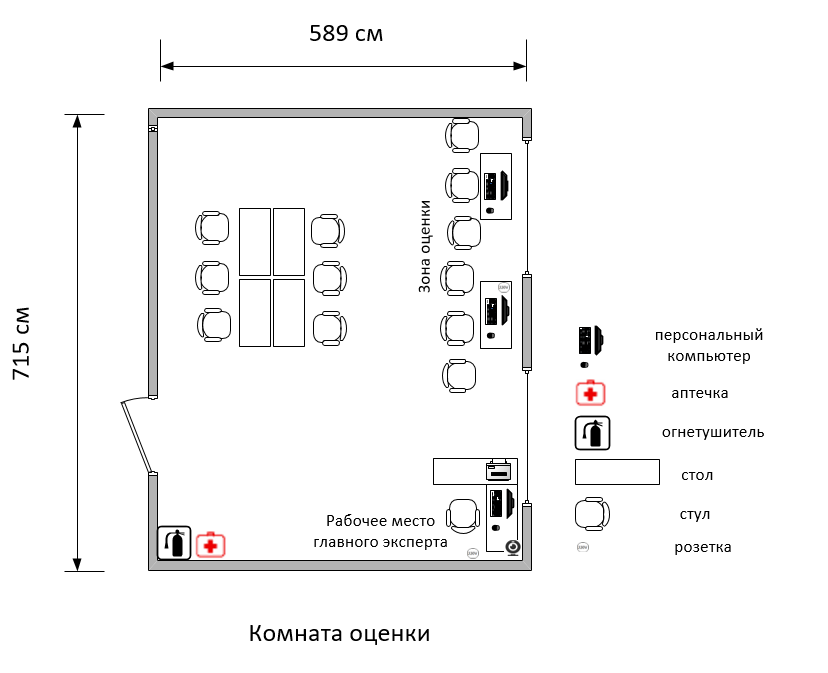 589 см
715 см
Зона оценки
персональный
компьютер
аптечка
огнетушитель
стол
стул
розетка
Рабочее место
главного эксперта
Комната оценки